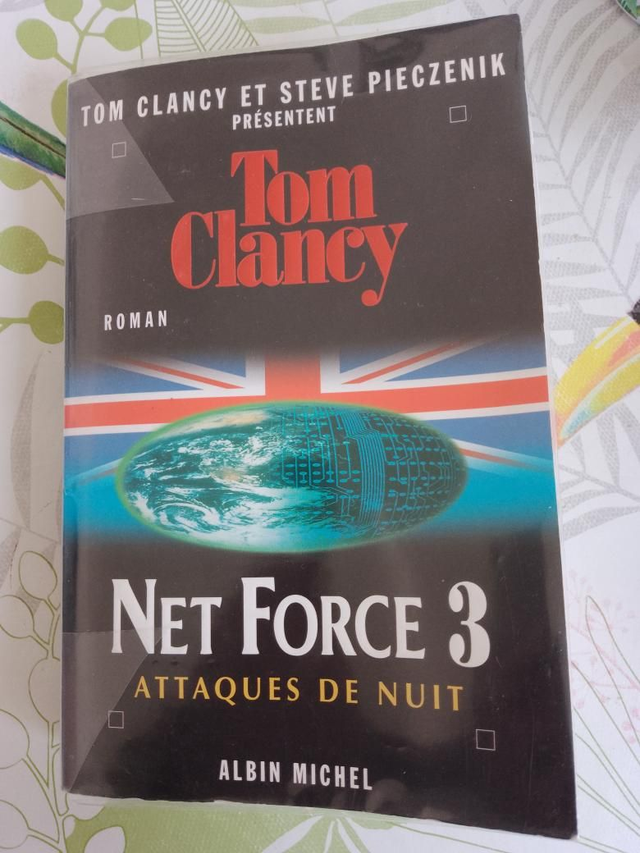 TOM CLANCY ET STEVE PIECZENIK
PRÉSENTENT
Tom
Clancy
ROMAN
NET FORCE 3
ATTAQUES DE NUIT
ALBIN MICHEL